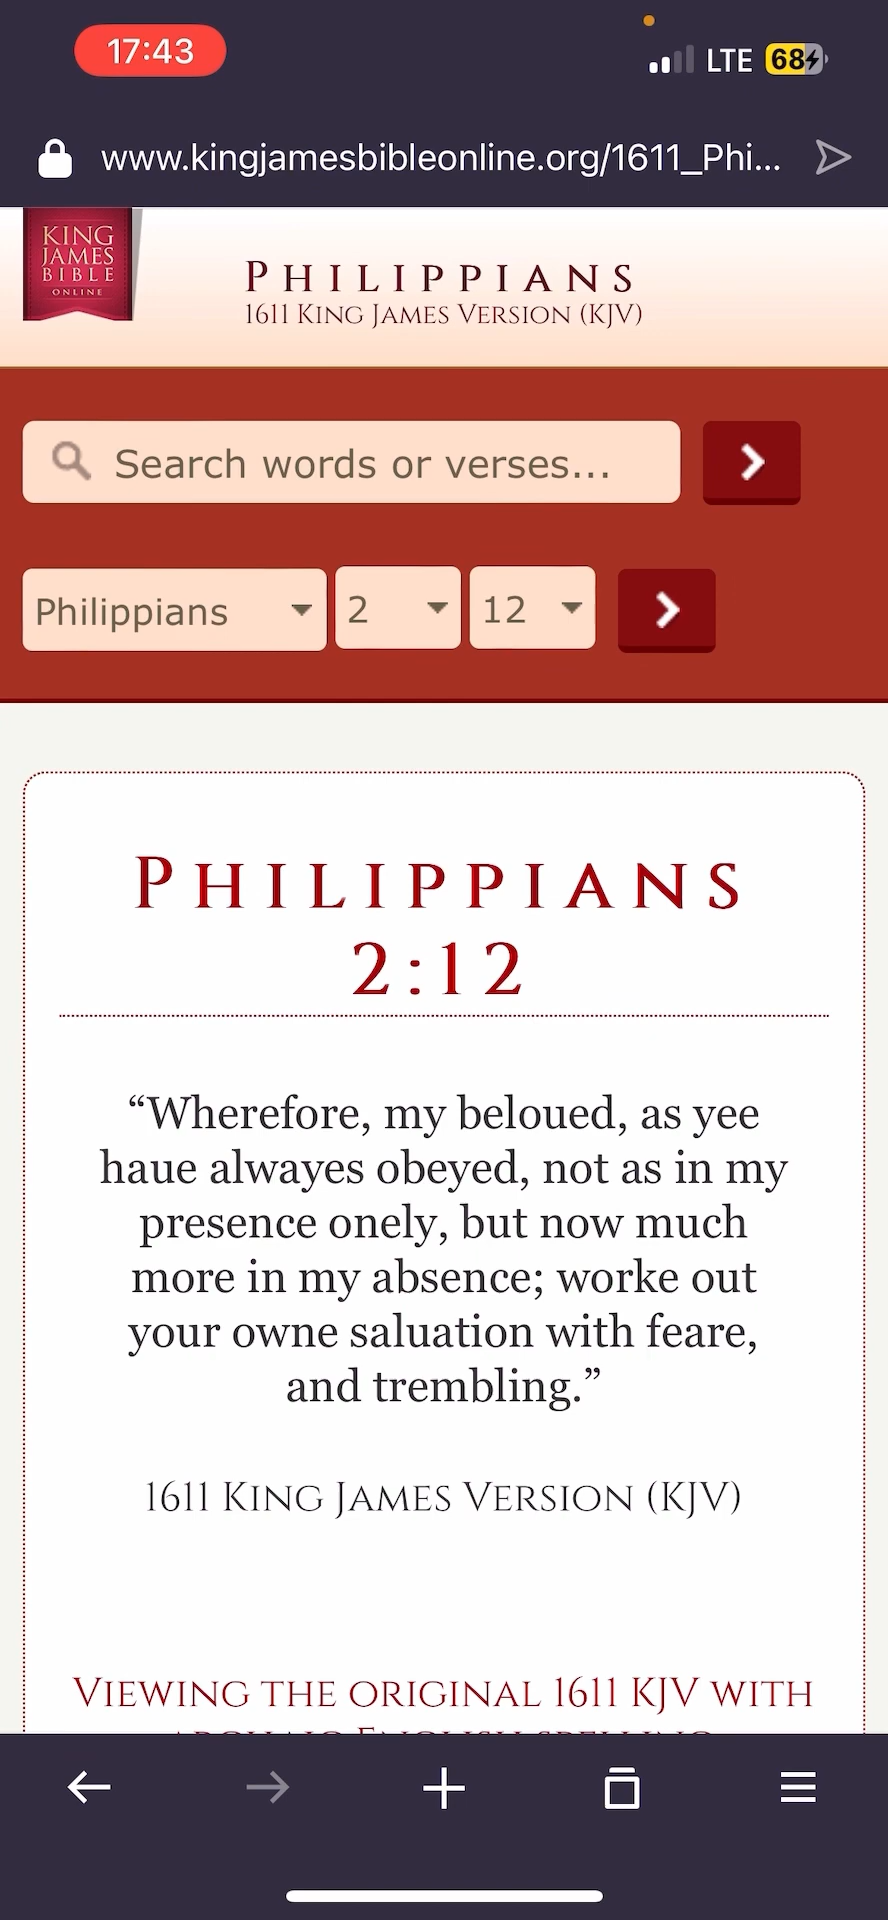 17:43
LTE 68
www.kingjamesbibleonline.org/1611_Phi...
KING
JAMES
BIBLE
ONLINE
PHILIPPIANS
1611 KING JAMES VERSION (KJV)
Search words or verses...
Philippians 2 12
PHILIPPIANS
2:12
“Wherefore, my beloued, as yee
haue alwayes obeyed, not as in my
presence onely, but now much
more in my absence; worke out
your owne saluation with feare,
and trembling.”
1611 KING JAMES VERSION (KJV)
VIEWING THE ORIGINAL 1611 KJV WITH